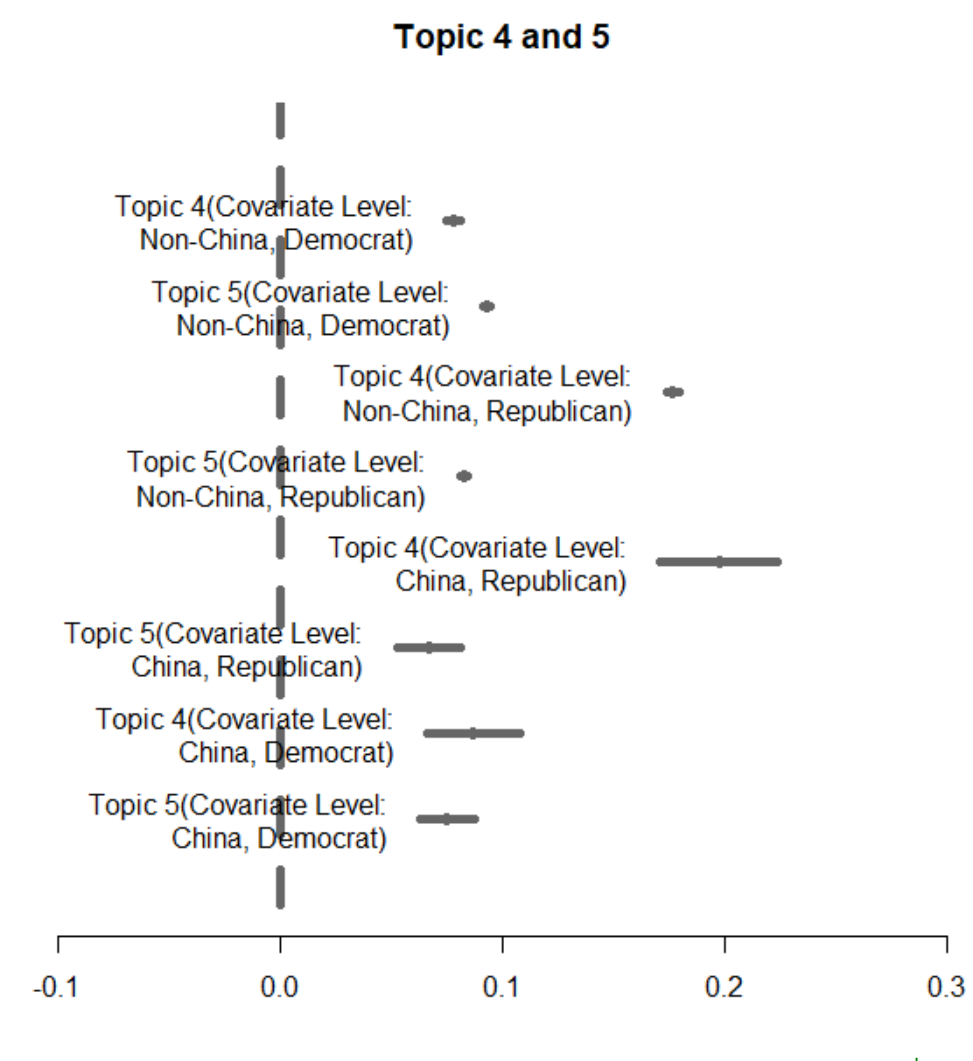 Topic 4 and 5
Topic 4(Covariate Level:
Non-China, Democrat)
Topic 5(Covariate Level:
Non-China, Democrat)
Topic 4(Covariate Level:
Non-China, Republican)
Topic 5(Covariate Level:
Non-China, Republican)
Topic 4(Covariate Level:
China, Republican)
Topic 5(Covariate Level:
China, Republican)
Topic 4(Covariate Level:
China, Democrat)
Topic 5(Covariate Level:
China, Democrat)
-0.1 0.0 0.1 0.2 0.3